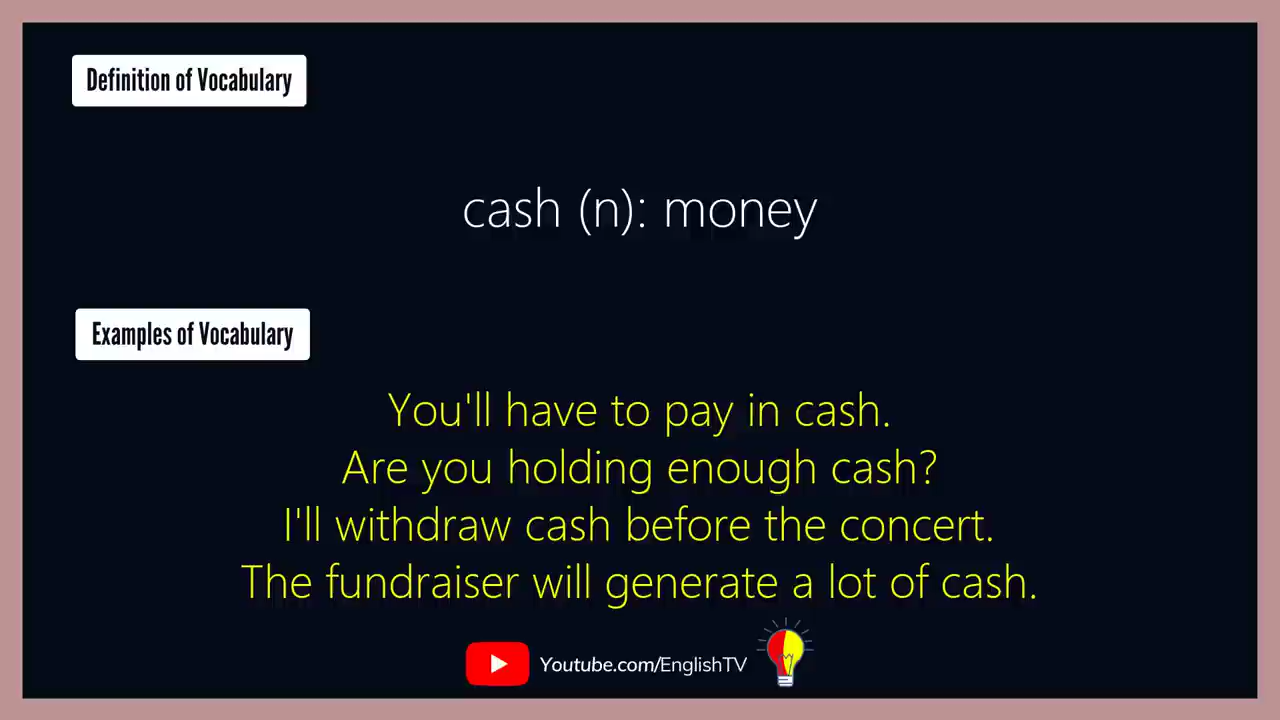 Definition of Vocabulary
cash (n): money
Examples of Vocabulary
You'll have to pay in cash.
Are you holding enough cash?
I'll withdraw cash before the concert.
The fundraiser will generate a lot of cash.
Youtube.com/EnglishTV